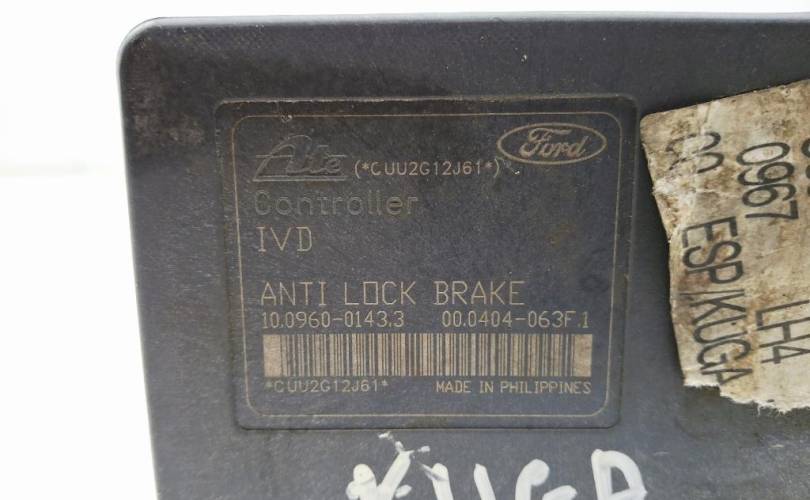 Ate (*CUU2G12J61*) Ford
Controller
IVD
ANTI LOCK BRAKE
10.0960-0143.3 00.0404-063F.1
*CUU2G12J61* MADE IN PHILIPPINES
0967 LH4
ESP|KUGA
KUGA